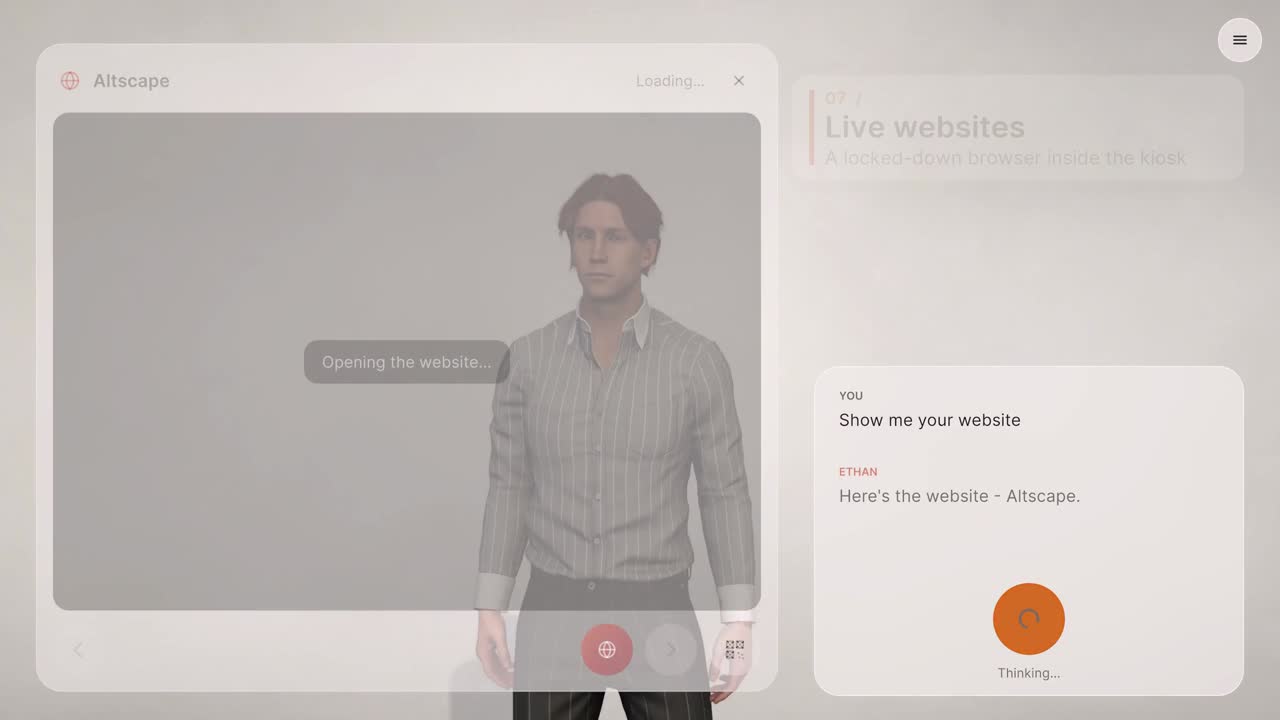 Altscape
Loading...
07 /
Live websites
A locked-down browser inside the kiosk
Opening the website...
YOU
Show me your website
ETHAN
Here's the website - Altscape.
Thinking...